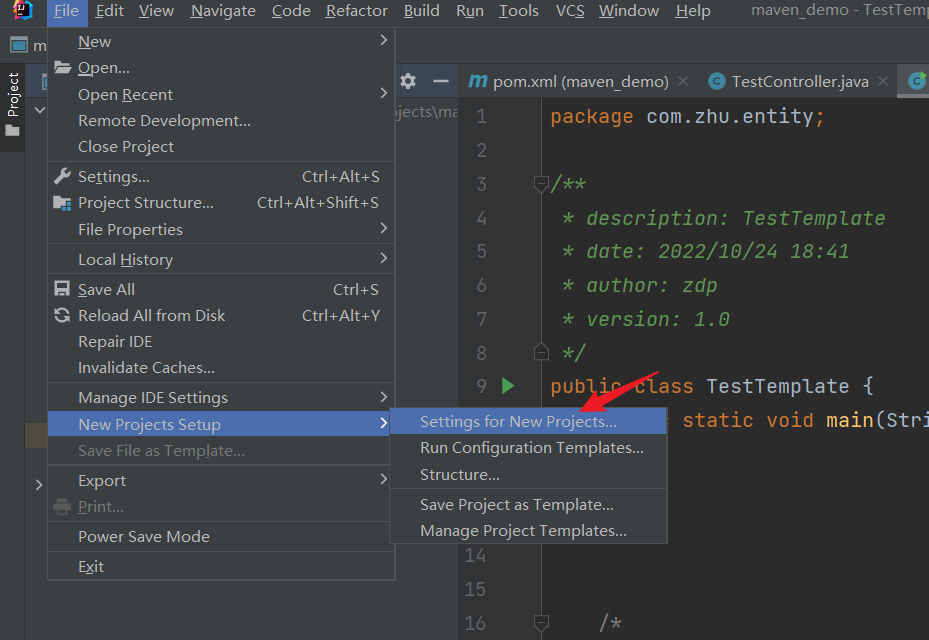 File Edit View Navigate Code Refactor Build Run Tools VCS Window Help maven_demo - TestTemp
m
Project
New
Open...
Open Recent
Remote Development...
Close Project
Settings... Ctrl+Alt+S
Project Structure... Ctrl+Alt+Shift+S
File Properties
Local History
Save All Ctrl+S
Reload All from Disk Ctrl+Alt+Y
Repair IDE
Invalidate Caches...
Manage IDE Settings
New Projects Setup
Save File as Template...
Export
Print...
Power Save Mode
Exit
Settings for New Projects...
Run Configuration Templates...
Structure...
Save Project as Template...
Manage Project Templates...
jects\ma
m pom.xml (maven_demo) × C TestController.java × C
1 package com.zhu.entity;
2
3 /**
4 * description: TestTemplate
5 * date: 2022/10/24 18:41
6 * author: zdp
7 * version: 1.0
8 */
9 public class TestTemplate {
static void main(Stri
14
15
16 /*